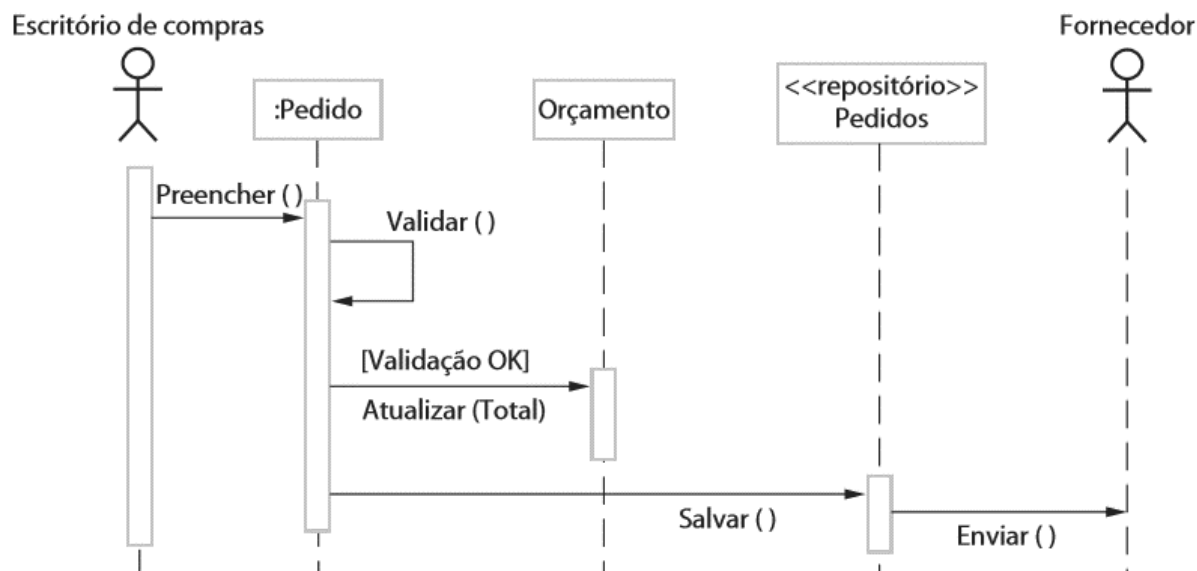 Escritório de compras
Fornecedor
:Pedido
Orçamento
<<repositório>>
Pedidos
Preencher ( )
Validar ( )
[Validação OK]
Atualizar (Total)
Salvar ( )
Enviar ( )